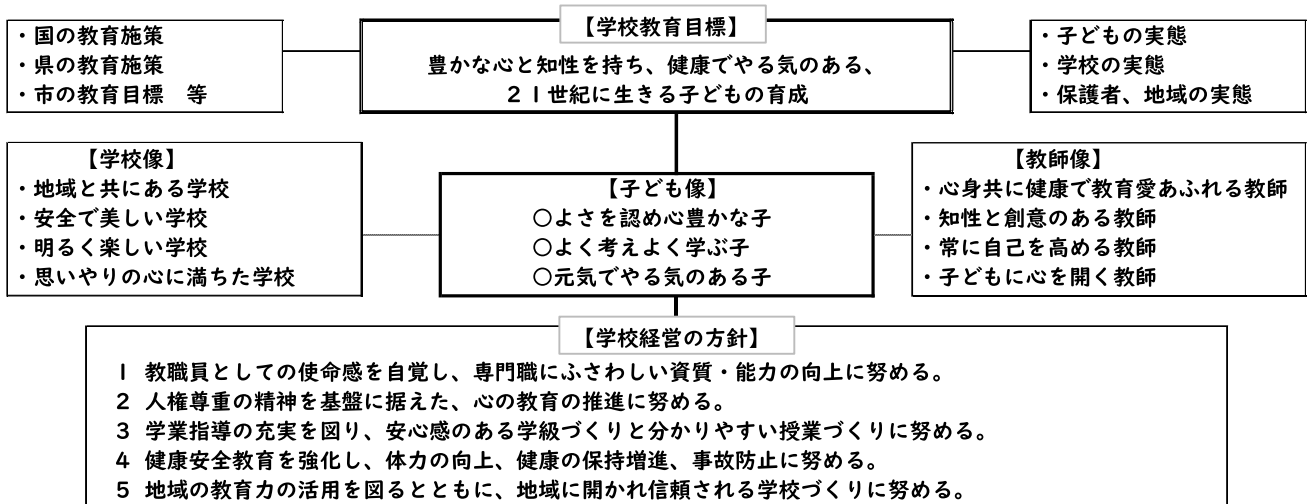 ・国の教育施策
・県の教育施策
・市の教育目標　等
【学校教育目標】
豊かな心と知性を持ち、健康でやる気のある、
２１世紀に生きる子どもの育成
・子どもの実態
・学校の実態
・保護者、地域の実態
【学校像】
・地域と共にある学校
・安全で美しい学校
・明るく楽しい学校
・思いやりの心に満ちた学校
【子ども像】
○よさを認め心豊かな子
○よく考えよく学ぶ子
○元気でやる気のある子
【教師像】
・心身共に健康で教育愛あふれる教師
・知性と創意のある教師
・常に自己を高める教師
・子どもに心を開く教師
【学校経営の方針】
１ 教職員としての使命感を自覚し、専門職にふさわしい資質・能力の向上に努める。
２ 人権尊重の精神を基盤に据えた、心の教育の推進に努める。
３ 学業指導の充実を図り、安心感のある学級づくりと分かりやすい授業づくりに努める。
４ 健康安全教育を強化し、体力の向上、健康の保持増進、事故防止に努める。
５ 地域の教育力の活用を図るとともに、地域に開かれ信頼される学校づくりに努める。